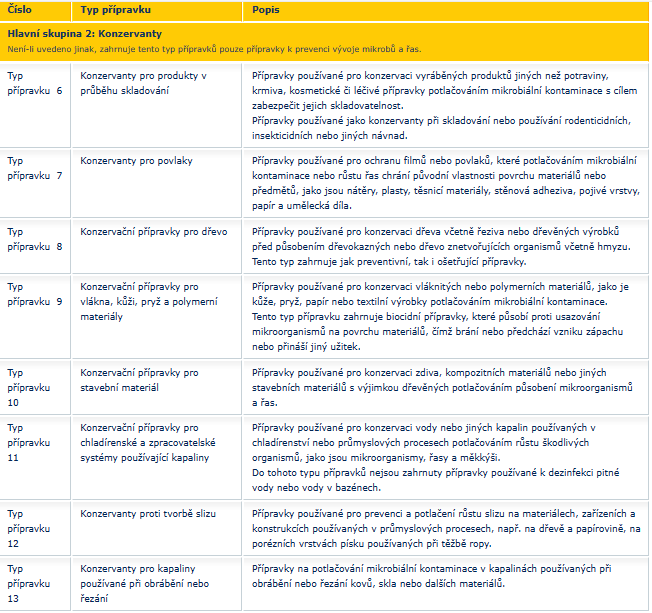 Číslo Typ přípravku Popis
Hlavní skupina 2: Konzervanty
Není-li uvedeno jinak, zahrnuje tento typ přípravků pouze přípravky k prevenci vývoje mikrobů a řas.
Typ přípravku 6
Konzervanty pro produkty v
průběhu skladování
Přípravky používané pro konzervaci vyráběných produktů jiných než potraviny,
krmiva, kosmetické či léčivé přípravky potlačováním mikrobiální kontaminace s cílem
zabezpečit jejich skladovatelnost.
Přípravky používané jako konzervanty při skladování nebo používání rodenticidních,
insekticidních nebo jiných návnad.
Typ
přípravku 7
Konzervanty pro povlaky
Přípravky používané pro ochranu filmů nebo povlaků, které potlačováním mikrobiální
kontaminace nebo růstu řas chrání původní vlastnosti povrchu materiálů nebo
předmětů, jako jsou nátěry, plasty, těsnicí materiály, stěnová adheziva, pojivé vrstvy,
papír a umělecká díla.
Typ
přípravku 8
Konzervační přípravky pro dřevo
Přípravky používané pro konzervaci dřeva včetně řeziva nebo dřevěných výrobků
před působením dřevokazných nebo dřevo znetvořujících organismů včetně hmyzu.
Tento typ zahrnuje jak preventivní, tak i ošetřující přípravky.
Typ
přípravku 9
Konzervační přípravky pro
vlákna, kůži, pryž a polymerní
materiály
Přípravky používané pro konzervaci vláknitých nebo polymerních materiálů, jako je
kůže, pryž, papír nebo textilní výrobky potlačováním mikrobiální kontaminace.
Tento typ přípravku zahrnuje biocidní přípravky, které působí proti usazování
mikroorganismů na povrchu materiálů, čímž brání nebo předchází vzniku zápachu
nebo přináší jiný užitek.
Typ
přípravku
10
Konzervační přípravky pro
stavební materiál
Přípravky používané pro konzervaci zdiva, kompozitních materiálů nebo jiných
stavebních materiálů s výjimkou dřevěných potlačováním působení mikroorganismů
a řas.
Typ
přípravku
11
Konzervační přípravky pro
chladírenské a zpracovatelské
systémy používající kapaliny
Přípravky používané pro konzervaci vody nebo jiných kapalin používaných v
chladírenství nebo průmyslových procesech potlačováním růstu škodlivých
organismů, jako jsou mikroorganismy, řasy a měkkýši.
Do tohoto typu přípravků nejsou zahrnuty přípravky používané k dezinfekci pitné
vody nebo vody v bazénech.
Typ
přípravku
12
Konzervanty proti tvorbě slizu
Přípravky používané pro prevenci a potlačení růstu slizu na materiálech, zařízeních a
konstrukcích používaných v průmyslových procesech, např. na dřevě a papírovině, na
porézních vrstvách písku používaných při těžbě ropy.
Typ
přípravku
13
Konzervanty pro kapaliny
používané při obrábění nebo
řezání
Přípravky na potlačování mikrobiální kontaminace v kapalinách používaných při
obrábění nebo řezání kovů, skla nebo dalších materiálů.